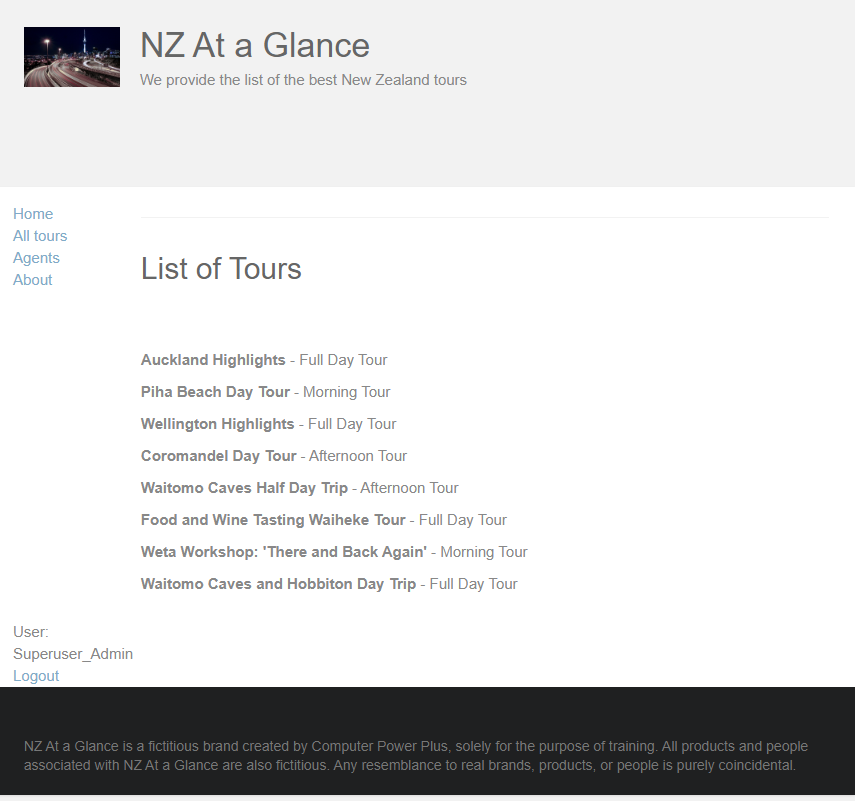 NZ At a Glance
We provide the list of the best New Zealand tours
Home
All tours
Agents
About
List of Tours
Auckland Highlights - Full Day Tour
Piha Beach Day Tour - Morning Tour
Wellington Highlights - Full Day Tour
Coromandel Day Tour - Afternoon Tour
Waitomo Caves Half Day Trip - Afternoon Tour
Food and Wine Tasting Waiheke Tour - Full Day Tour
Weta Workshop: 'There and Back Again' - Morning Tour
Waitomo Caves and Hobbiton Day Trip - Full Day Tour
User:
Superuser_Admin
Logout
NZ At a Glance is a fictitious brand created by Computer Power Plus, solely for the purpose of training. All products and people
associated with NZ At a Glance are also fictitious. Any resemblance to real brands, products, or people is purely coincidental.